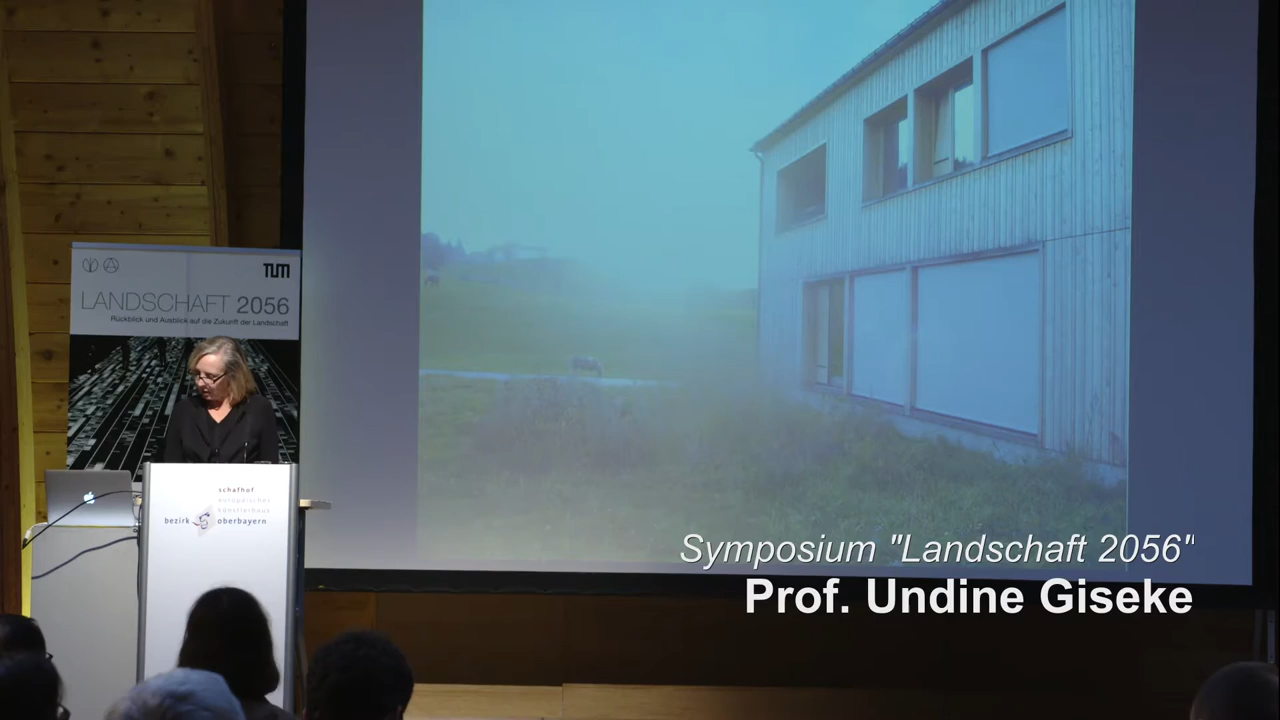 TUM
LANDSCHAFT 2056
Rückblick und Ausblick auf die Zukunft der Landschaft
schafhof
europäisches
künstlerhaus
bezirk oberbayern
Symposium "Landschaft 2056"
Prof. Undine Giseke